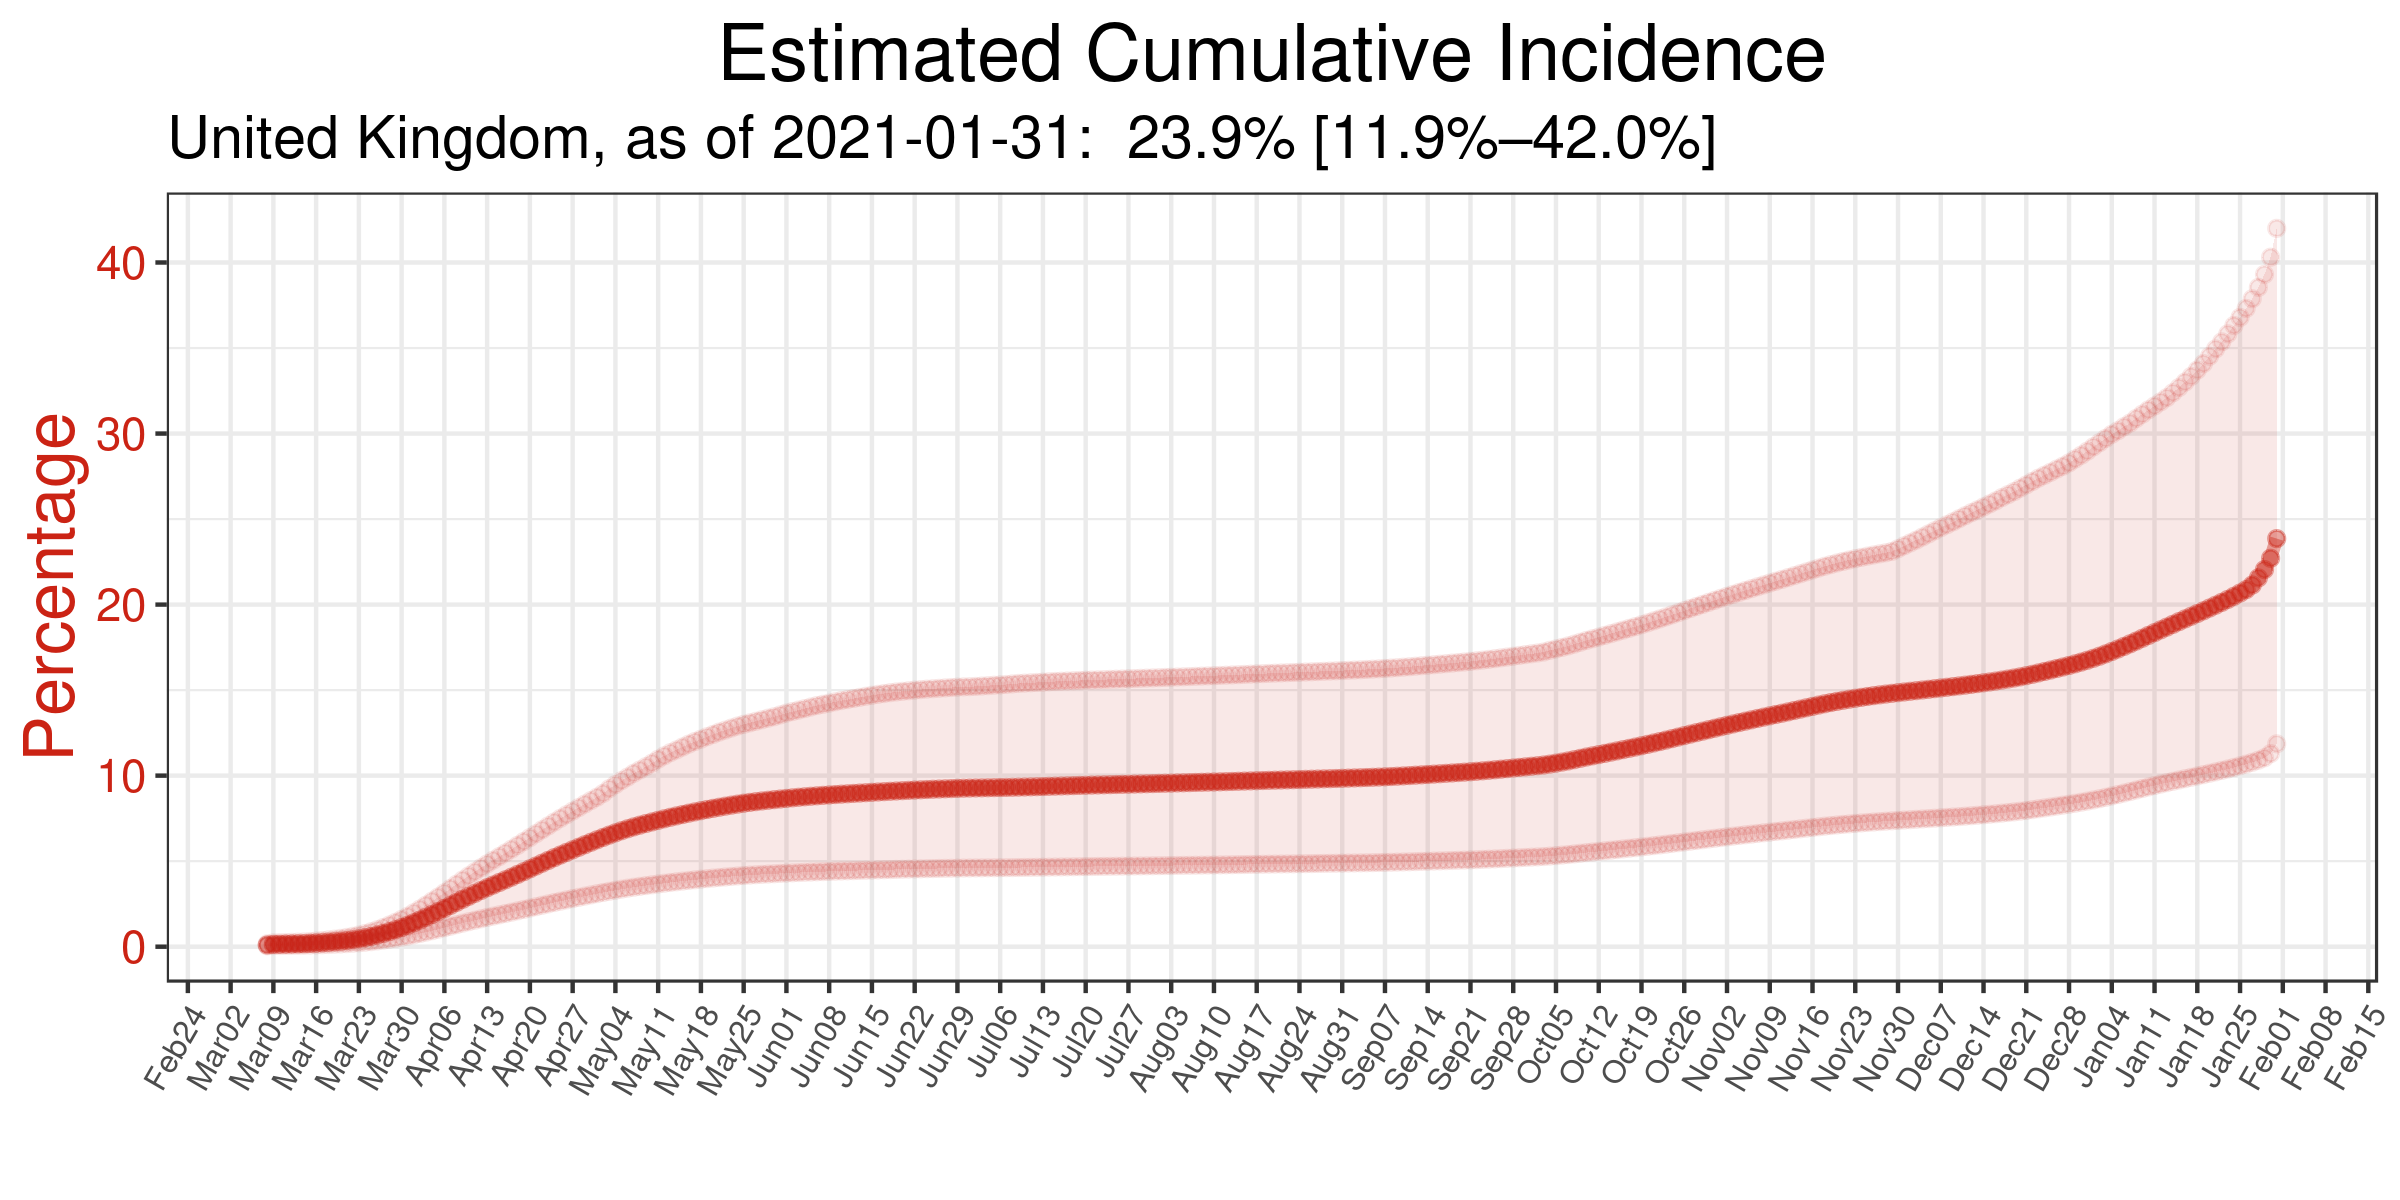 Estimated Cumulative Incidence
United Kingdom, as of 2021-01-31:  23.9% [11.9%–42.0%]
Percentage
40
30
20
10
0
Feb24
Mar02
Mar09
Mar16
Mar23
Mar30
Apr06
Apr13
Apr20
Apr27
May04
May11
May18
May25
Jun01
Jun08
Jun15
Jun22
Jun29
Jul06
Jul13
Jul20
Jul27
Aug03
Aug10
Aug17
Aug24
Aug31
Sep07
Sep14
Sep21
Sep28
Oct05
Oct12
Oct19
Oct26
Nov02
Nov09
Nov16
Nov23
Nov30
Dec07
Dec14
Dec21
Dec28
Jan04
Jan11
Jan18
Jan25
Feb01
Feb08
Feb15